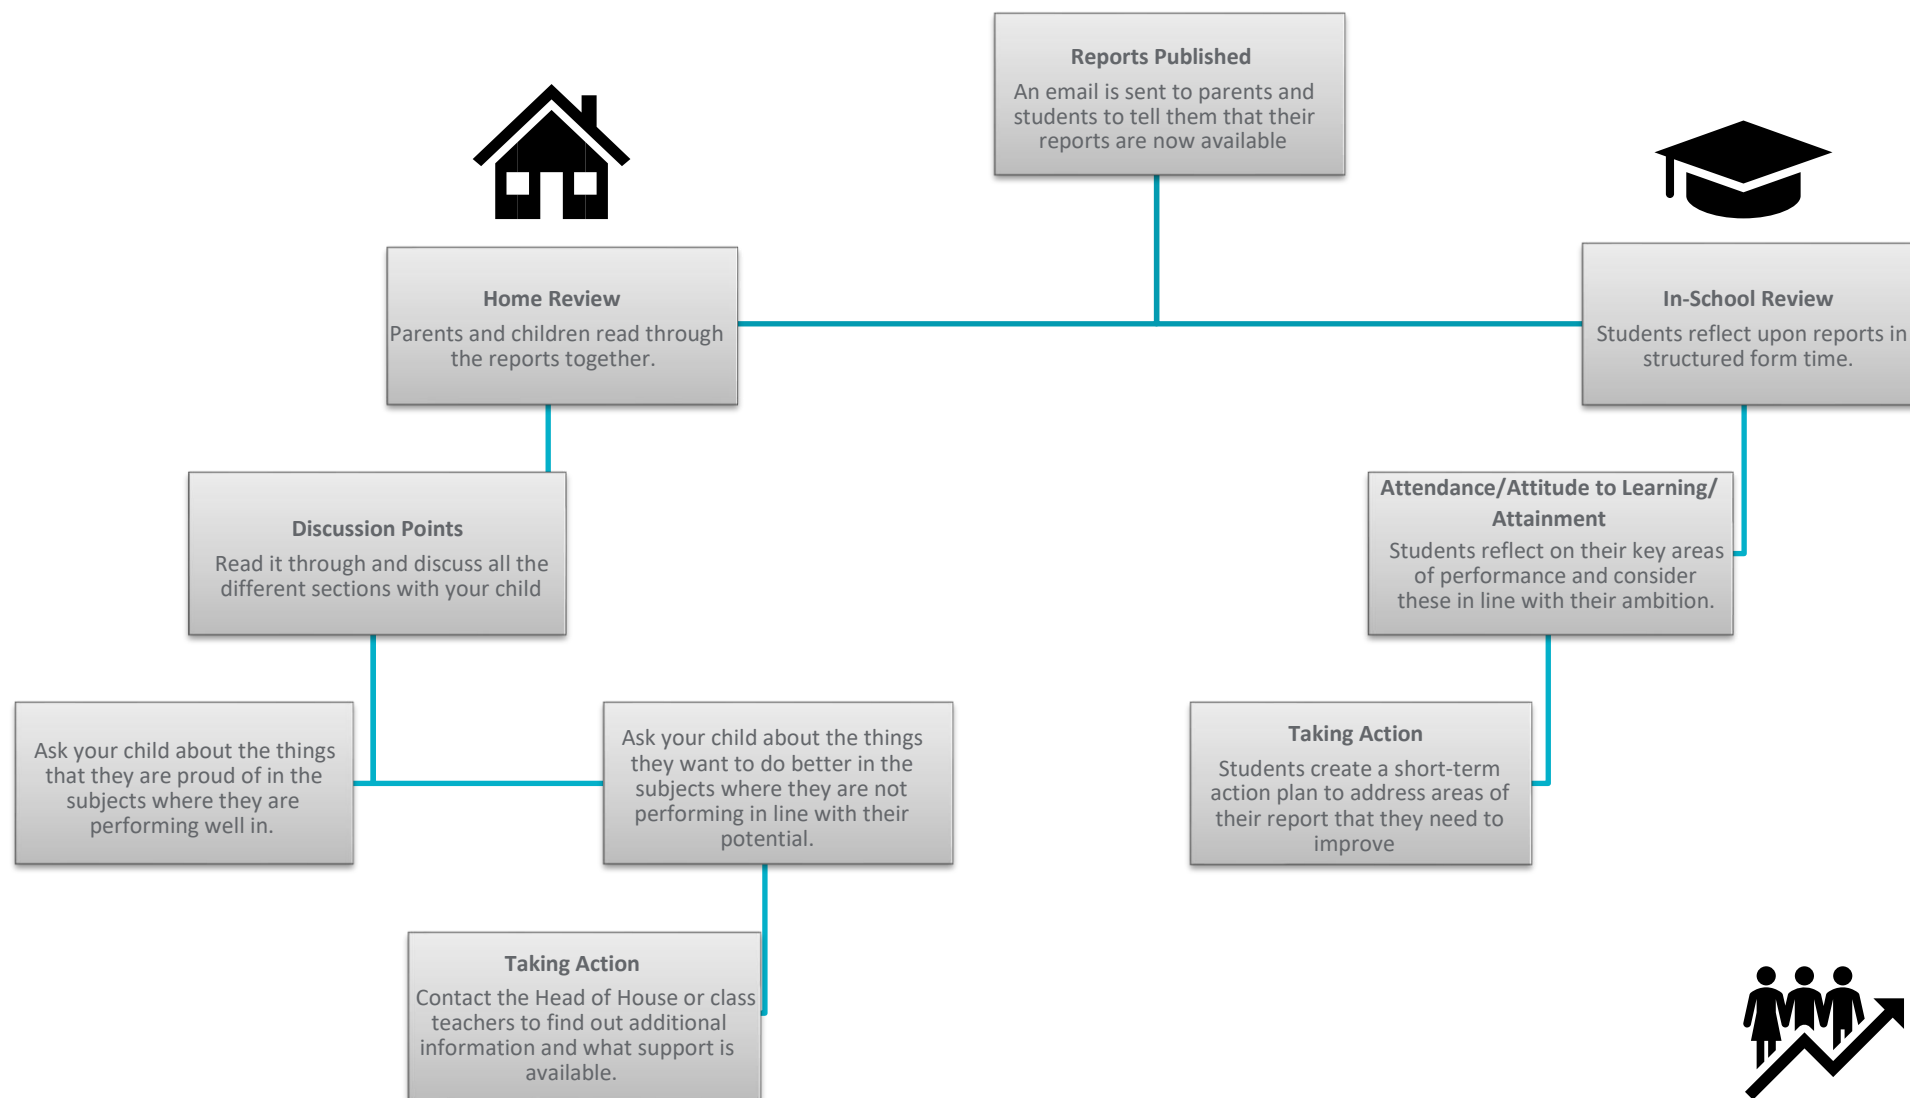 Reports Published
An email is sent to parents and
students to tell them that their
reports are now available
Home Review
Parents and children read through
the reports together.
In-School Review
Students reflect upon reports in
structured form time.
Discussion Points
Read it through and discuss all the
different sections with your child
Attendance/Attitude to Learning/
Attainment
Students reflect on their key areas
of performance and consider
these in line with their ambition.
Ask your child about the things
that they are proud of in the
subjects where they are
performing well in.
Ask your child about the things
they want to do better in the
subjects where they are not
performing in line with their
potential.
Taking Action
Students create a short-term
action plan to address areas of
their report that they need to
improve
Taking Action
Contact the Head of House or class
teachers to find out additional
information and what support is
available.